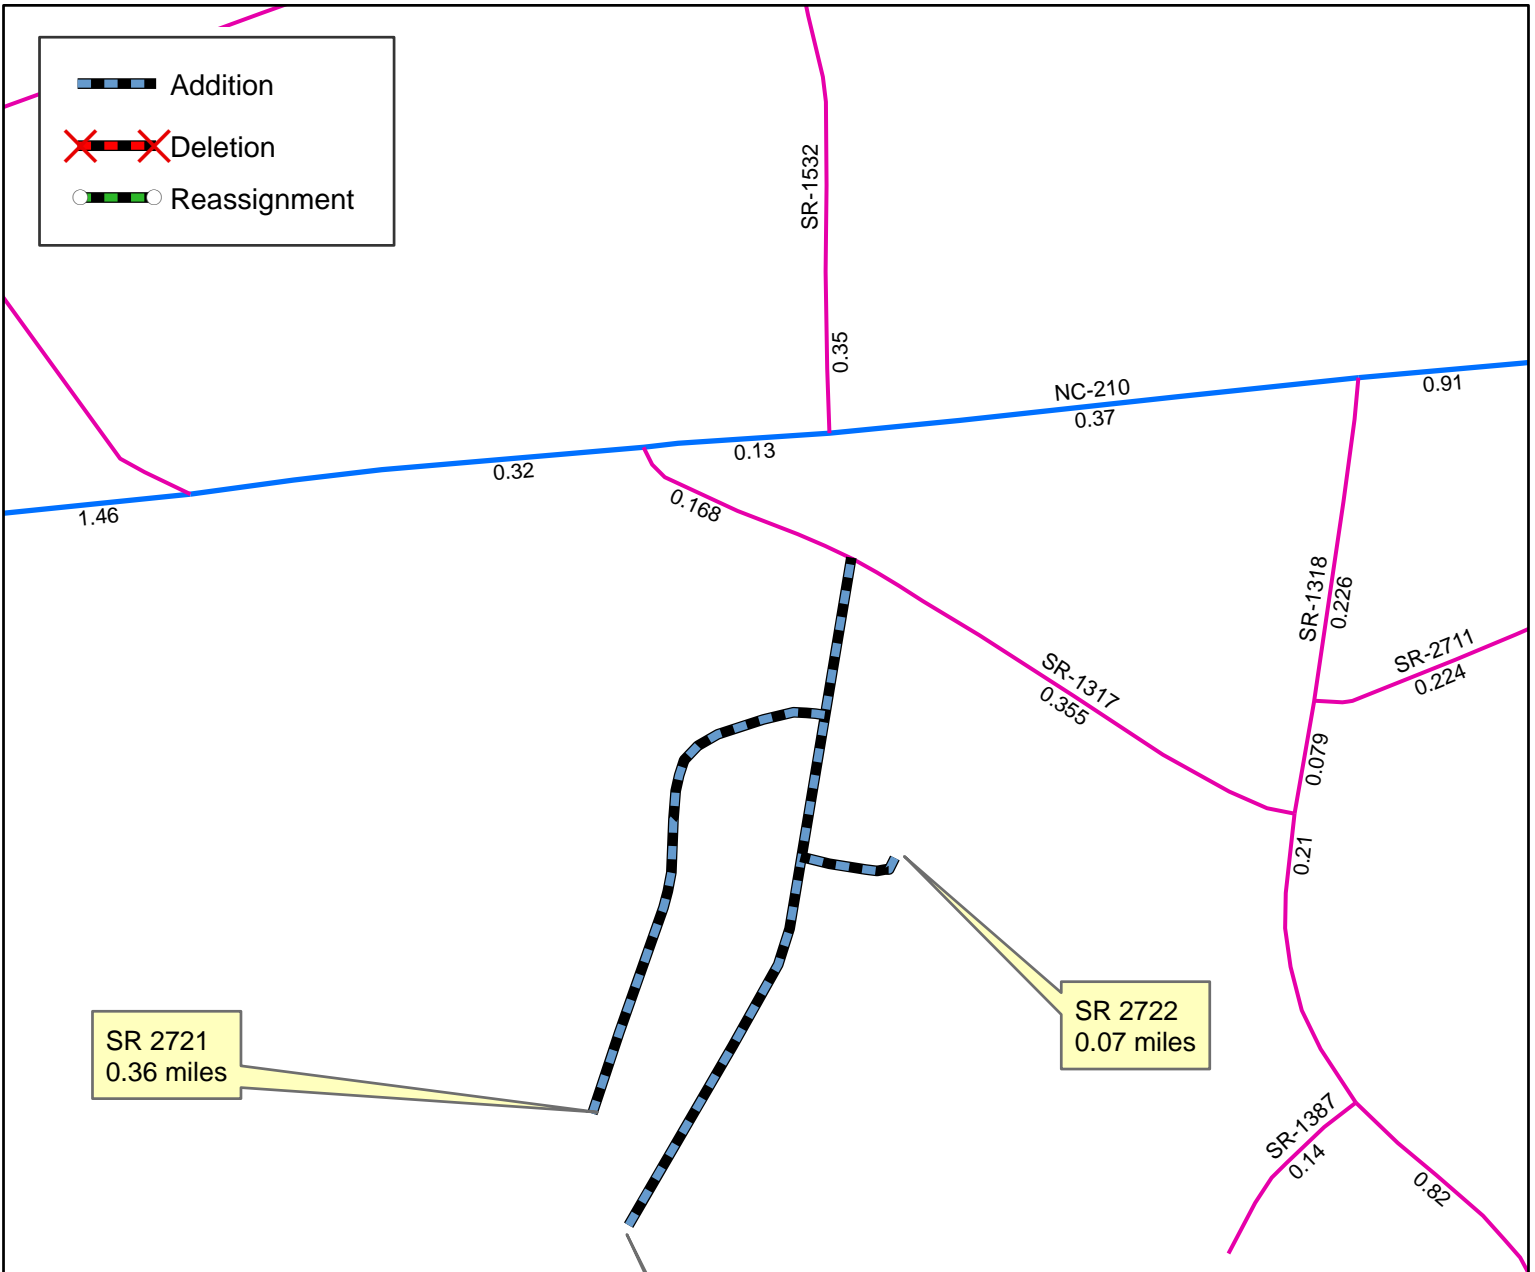 Addition
Deletion
Reassignment
SR-1532
0.35
NC-210
0.37
0.91
0.13
0.32
1.46
0.168
SR-1318
0.226
SR-2711
0.224
SR-1317
0.355
0.079
0.21
SR 2722
0.07 miles
SR 2721
0.36 miles
SR-1387
0.14
0.82